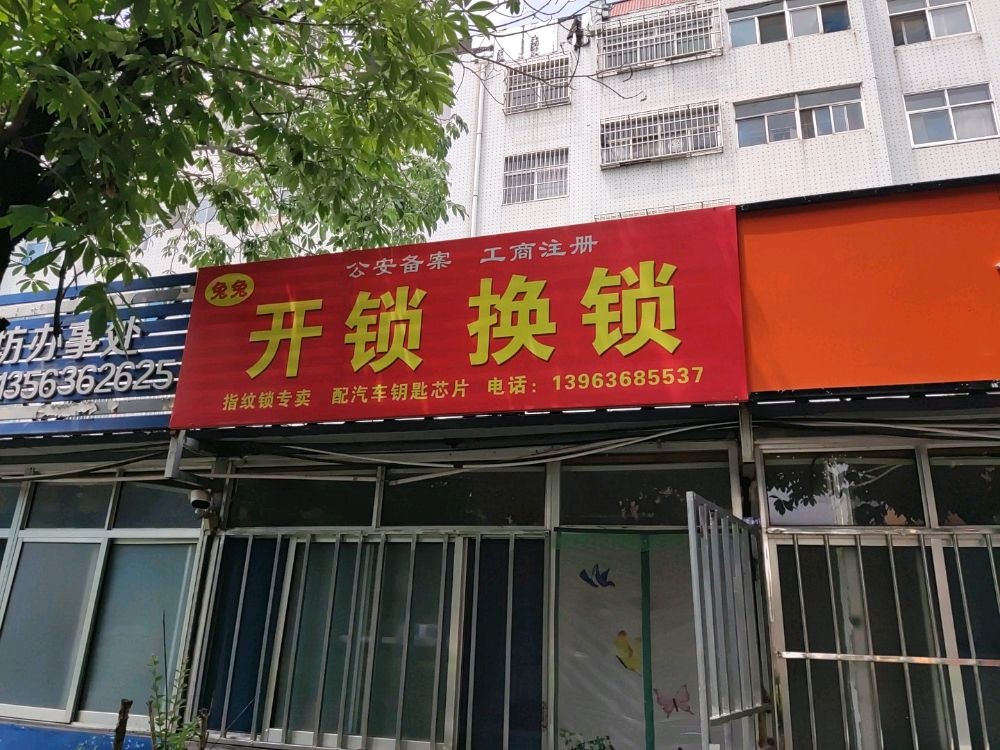 公安备案 工商注册
兔兔
开锁 换锁
指纹锁专卖 配汽车钥匙芯片 电话：13963685537
坊办事处
13563362625